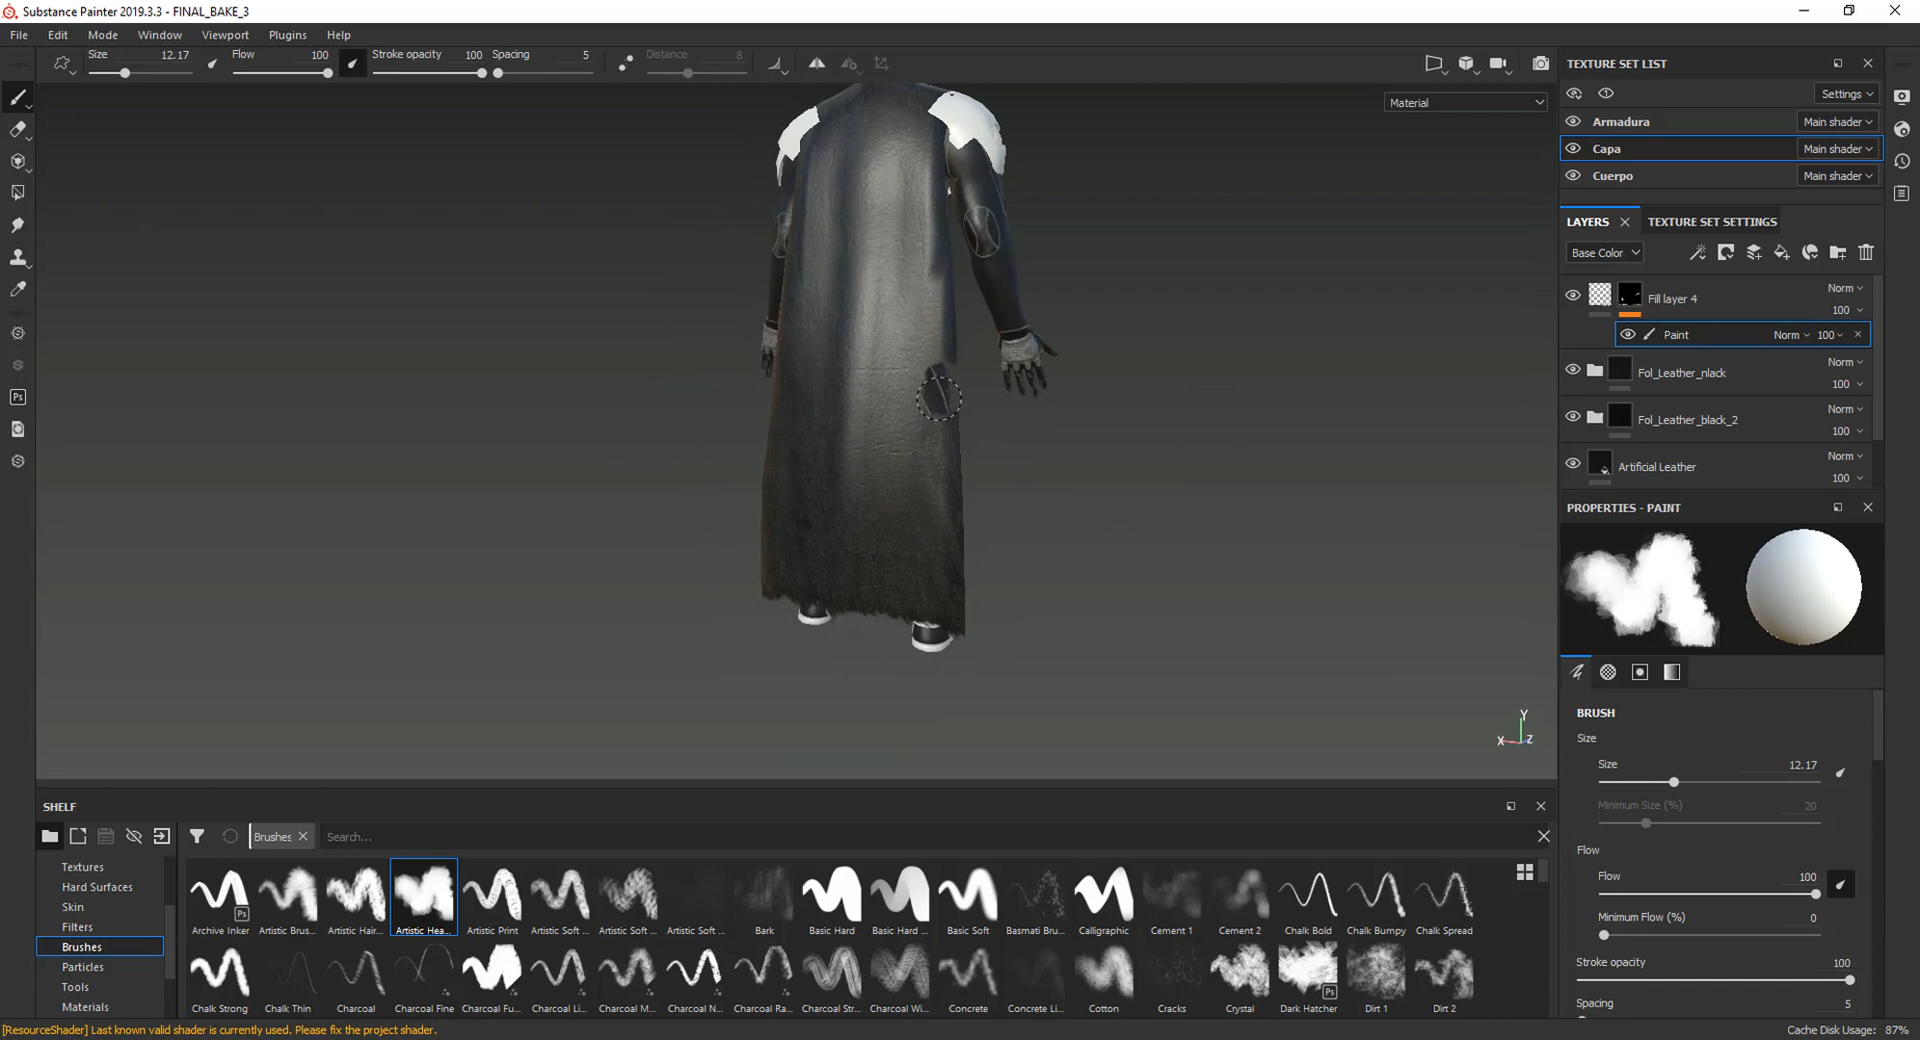 Substance Painter 2019.3.3 - FINAL_BAKE_3
File Edit Mode Window Viewport Plugins Help
Size 12.17 Flow 100 Stroke opacity 100 Spacing 5 Distance 8
Material
TEXTURE SET LIST
Settings
Armadura Main shader
Capa Main shader
Cuerpo Main shader
LAYERS TEXTURE SET SETTINGS
Base Color
Fill layer 4 Norm
100
Paint Norm 100
Fol_Leather_nlack Norm
100
Fol_Leather_black_2 Norm
100
Artificial Leather Norm
100
PROPERTIES - PAINT
BRUSH
Size
Size 12.17
Minimum Size (%) 20
Flow
Flow 100
Minimum Flow (%) 0
Stroke opacity 100
Spacing 5
Y
X Z
SHELF
Brushes Search...
Textures
Hard Surfaces
Skin
Filters
Brushes
Particles
Tools
Materials
Archive Inker Artistic Brus... Artistic Hair... Artistic Hea... Artistic Print Artistic Soft ... Artistic Soft ... Artistic Soft ... Bark Basic Hard Basic Hard ... Basic Soft Basmati Bru... Calligraphic Cement 1 Cement 2 Chalk Bold Chalk Bumpy Chalk Spread
Ps
Chalk Strong Chalk Thin Charcoal Charcoal Fine Charcoal Fu... Charcoal Li... Charcoal M... Charcoal N... Charcoal Ra... Charcoal Str... Charcoal Wi... Concrete Concrete Li... Cotton Cracks Crystal Dark Hatcher Dirt 1 Dirt 2
Ps
[ResourceShader] Last known valid shader is currently used. Please fix the project shader.
Cache Disk Usage: 87%